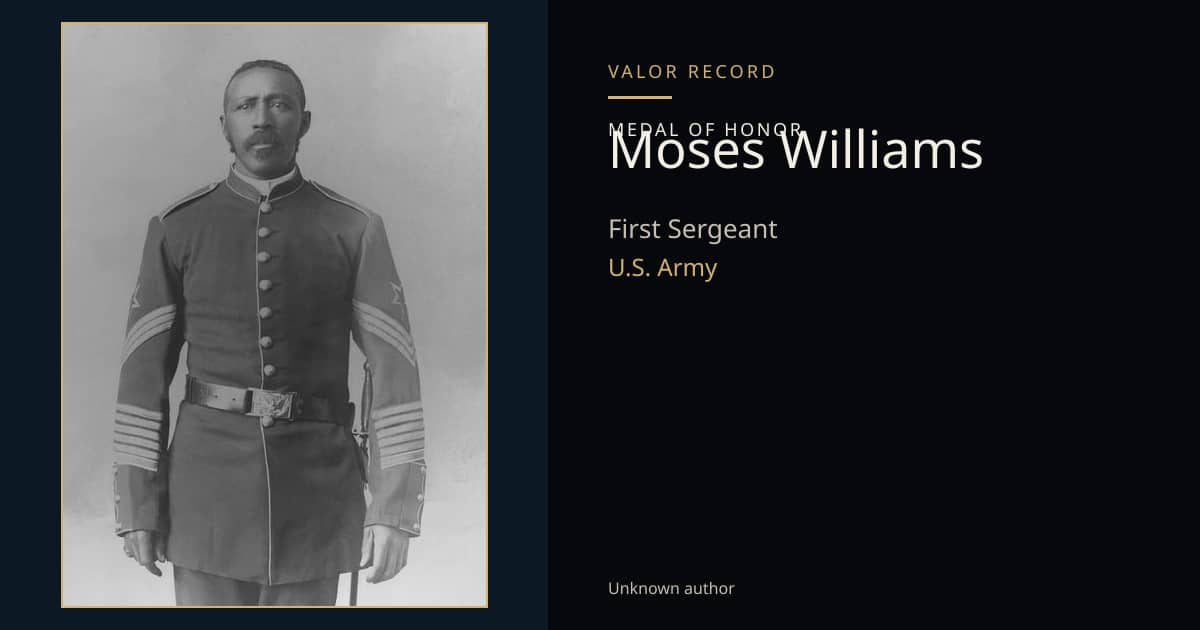 VALOR RECORD
MEDAL OF HONOR
Moses Williams
First Sergeant
U.S. Army
Unknown author